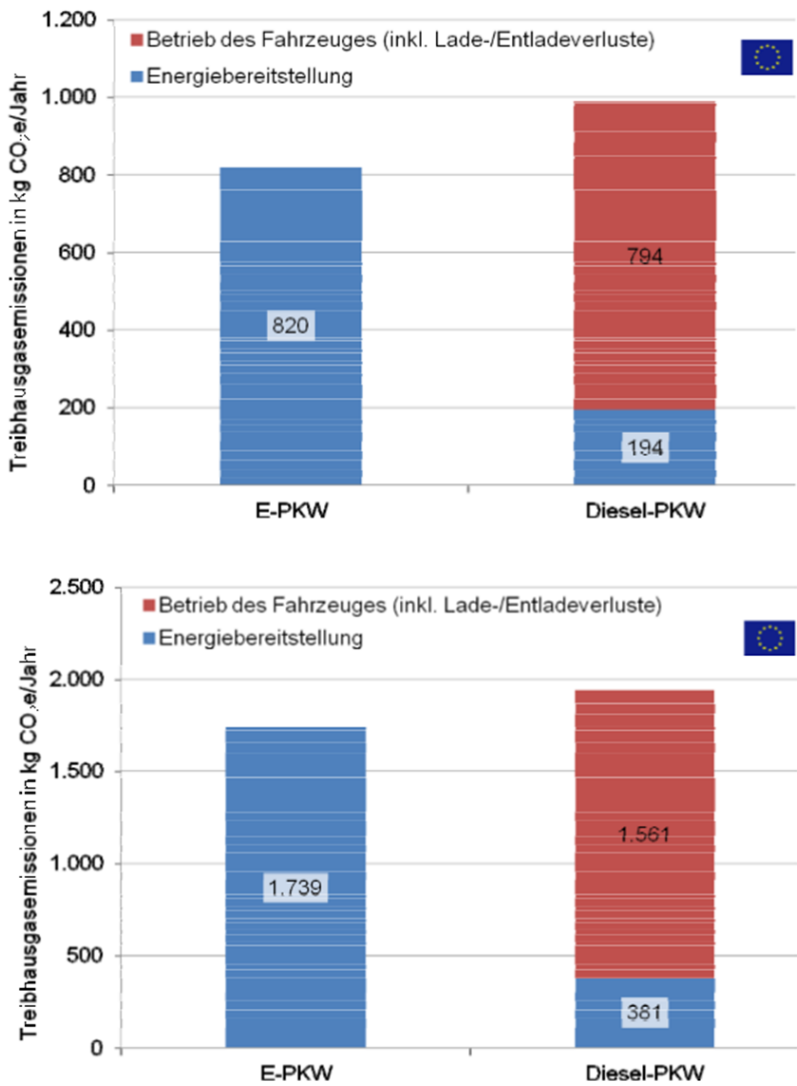 1.200
Betrieb des Fahrzeuges (inkl. Lade-/Entladeverluste)
Energiebereitstellung
1.000
800
600
400
200
0
Treibhausgasemissionen in kg CO₂e/Jahr
820
794
194
E-PKW
Diesel-PKW
2.500
Betrieb des Fahrzeuges (inkl. Lade-/Entladeverluste)
Energiebereitstellung
2.000
1.500
1.000
500
0
Treibhausgasemissionen in kg CO₂e/Jahr
1.739
1.561
381
E-PKW
Diesel-PKW